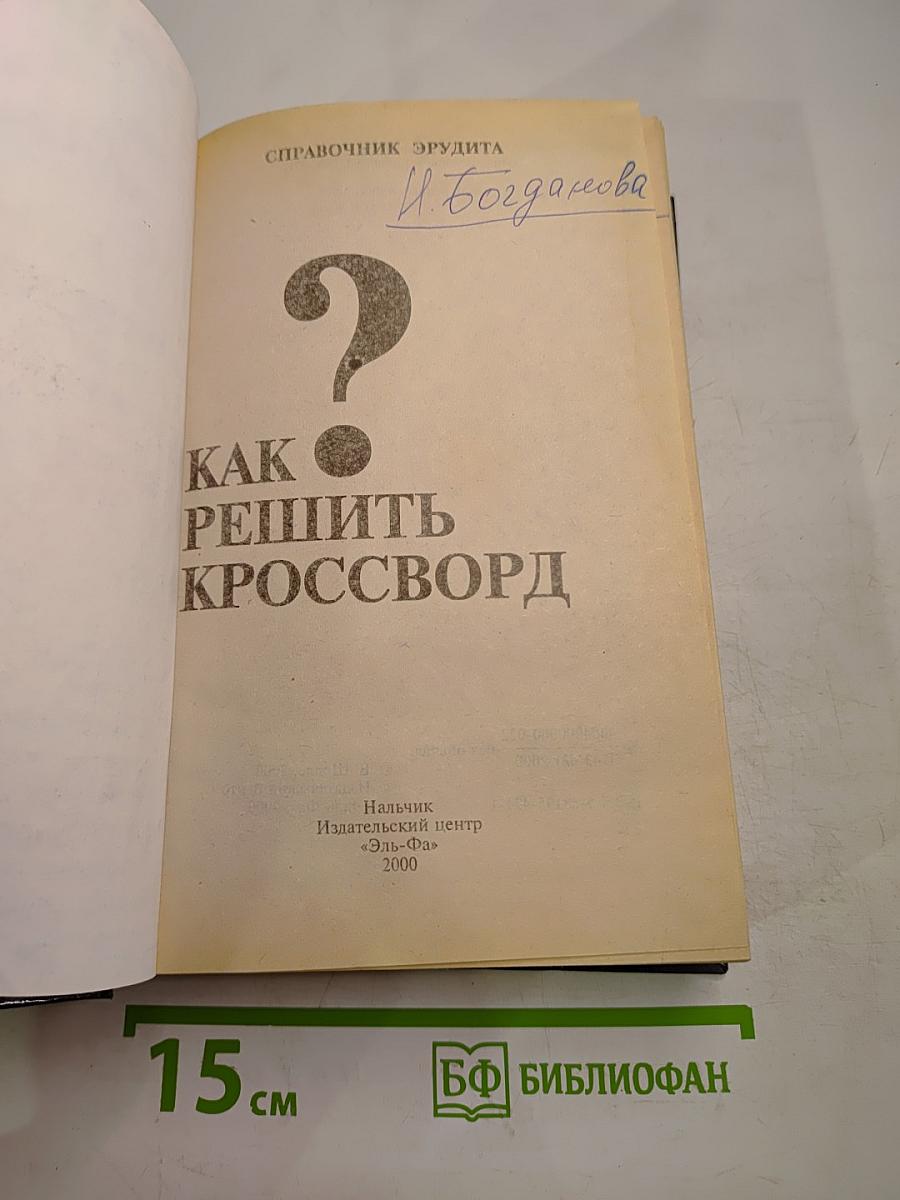 СПРАВОЧНИК ЭРУДИТА
И. Богданова
?
КАК
РЕШИТЬ
КРОССВОРД
Нальчик
Издательский центр
«Эль-Фа»
2000
15 см
БФ БИБЛИОФАН